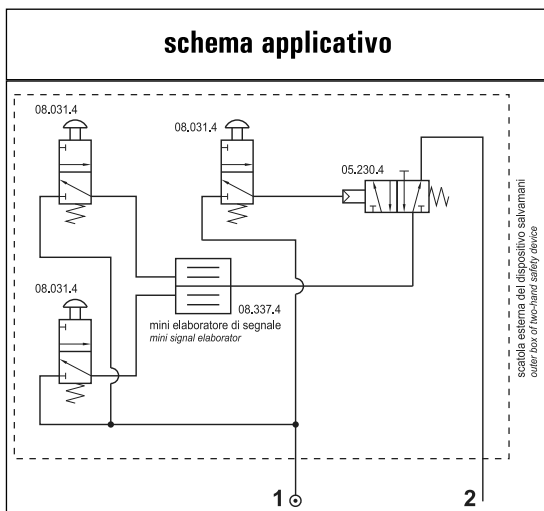 schema applicativo
08.031.4
08.031.4
05.230.4
08.031.4
08.337.4
mini elaboratore di segnale
mini signal elaborator
scatola esterna del dispositivo salvamani
outer box of two-hand safety device
1
2